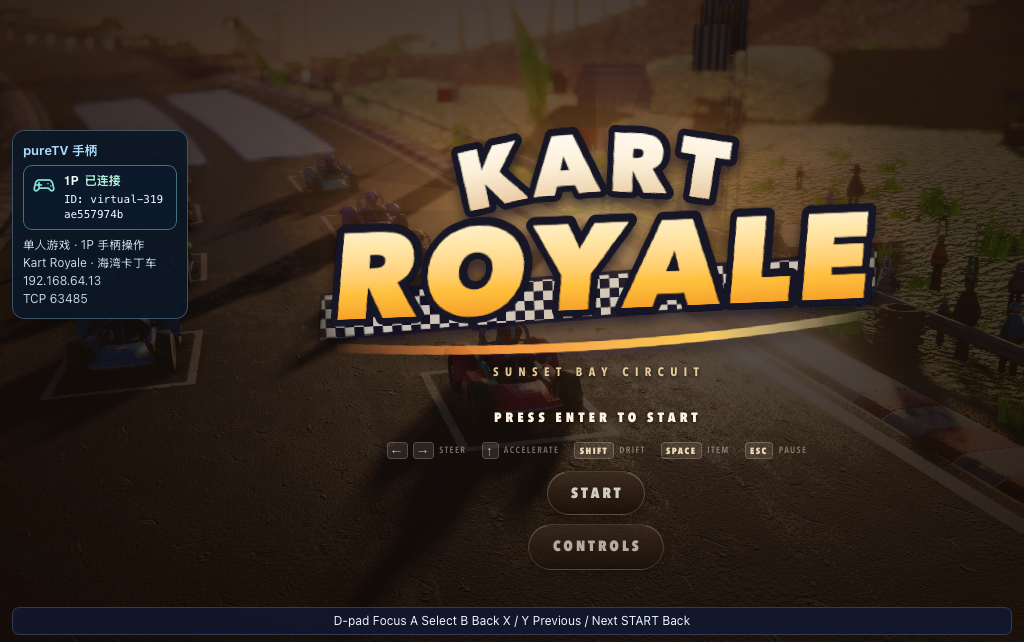 pureTV 手柄
1P 已连接
ID: virtual-319
ae557974b
单人游戏 · 1P 手柄操作
Kart Royale · 海湾卡丁车
192.168.64.13
TCP 63485
KART
ROYALE
SUNSET BAY CIRCUIT
PRESS ENTER TO START
← → STEER ↑ ACCELERATE SHIFT DRIFT SPACE ITEM ESC PAUSE
START
CONTROLS
D-pad Focus A Select B Back X / Y Previous / Next START Back